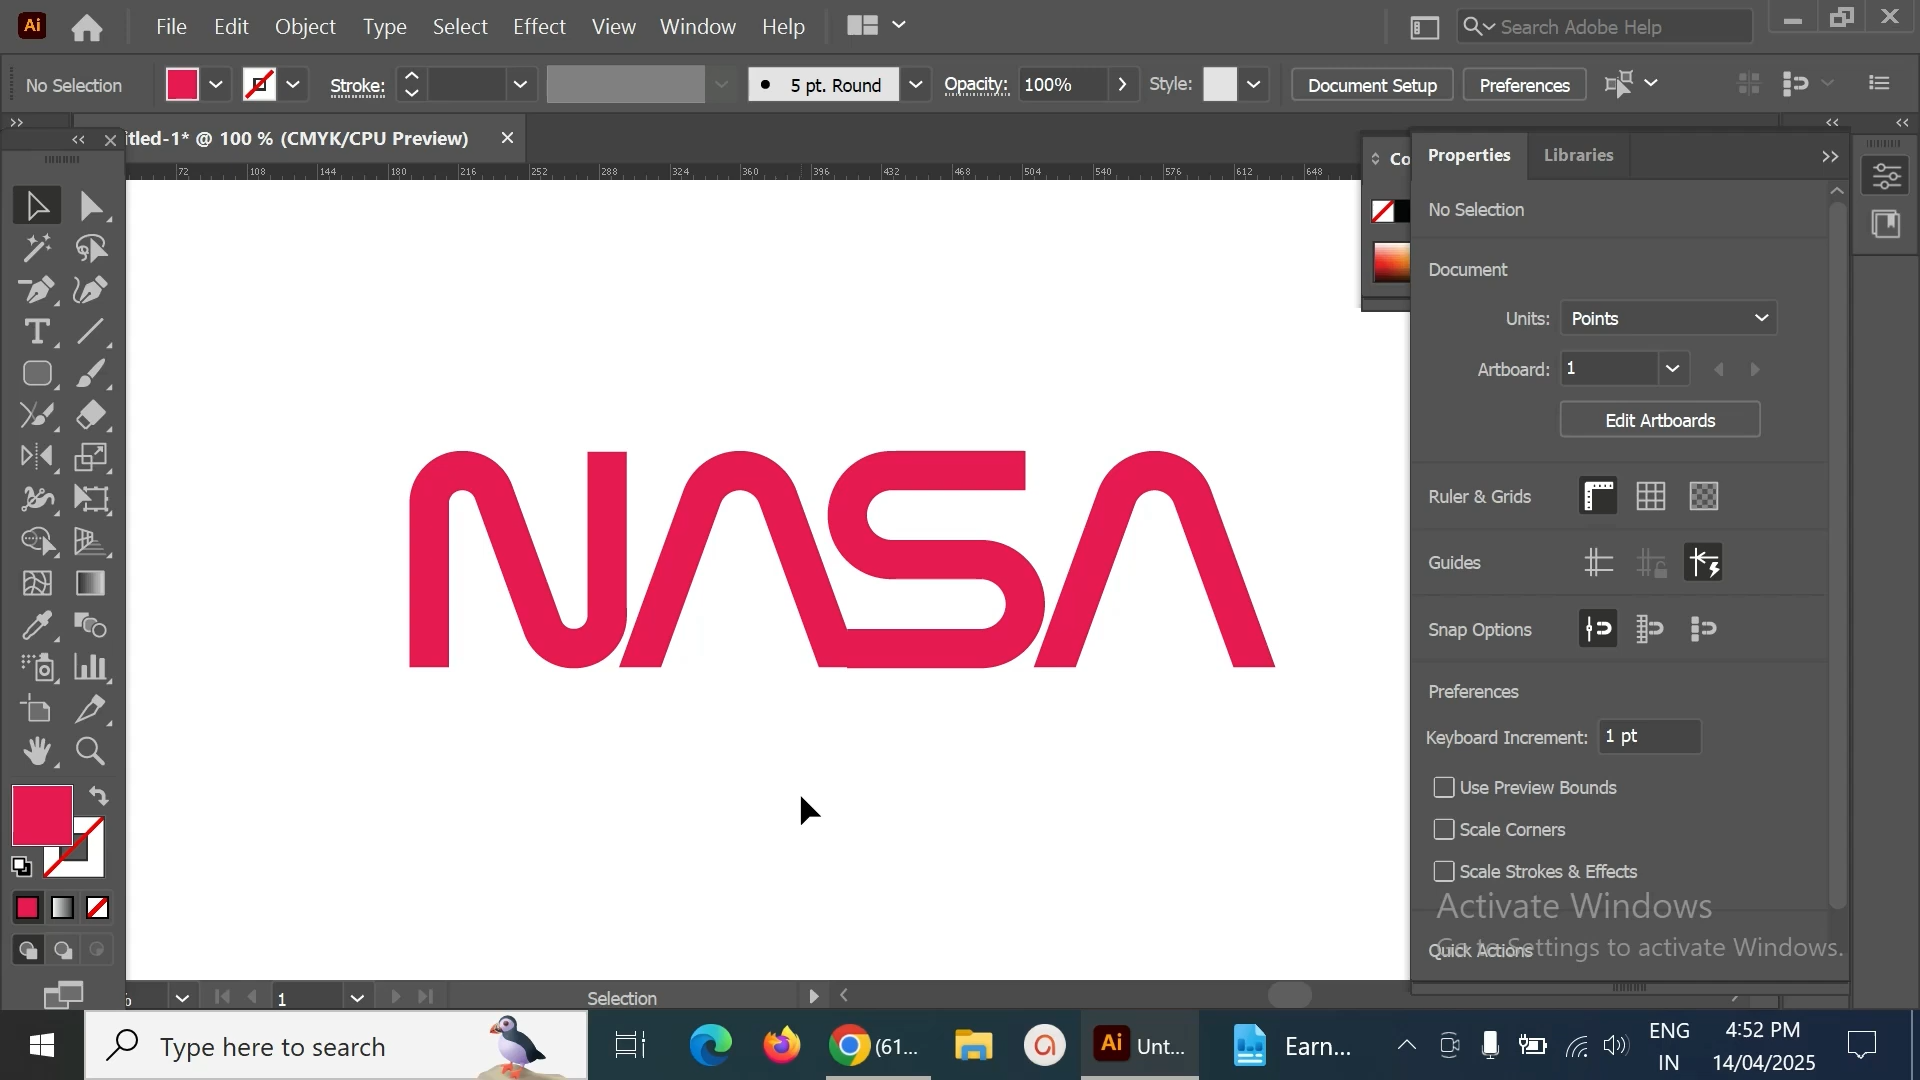 Ai File Edit Object Type Select Effect View Window Help Search Adobe Help
No Selection Stroke: 5 pt. Round Opacity: 100% Style: Document Setup Preferences
itled-1* @ 100 % (CMYK/CPU Preview)
72 108 144 180 216 252 288 324 360 396 432 468 504 540 576 612 648
Co
Properties Libraries
No Selection
Document
Units: Points
Artboard: 1
Edit Artboards
Ruler & Grids
Guides
Snap Options
Preferences
Keyboard Increment: 1 pt
Use Preview Bounds
Scale Corners
Scale Strokes & Effects
Quick Actions
NASA
Activate Windows
Go to Settings to activate Windows.
1 Selection
Type here to search
(61...
Ai Unt...
Earn...
ENG
IN
4:52 PM
14/04/2025